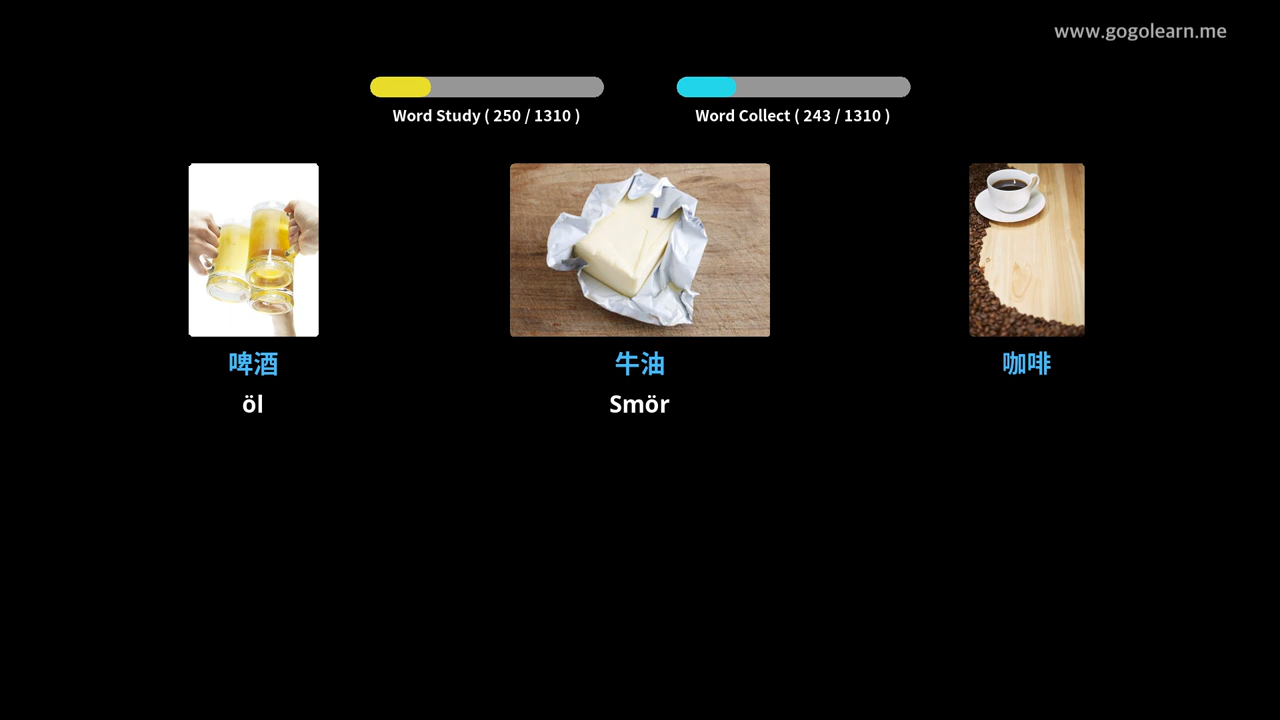 www.gogolearn.me
Word Study ( 250 / 1310 )
Word Collect ( 243 / 1310 )
啤酒
牛油
咖啡
öl
Smör